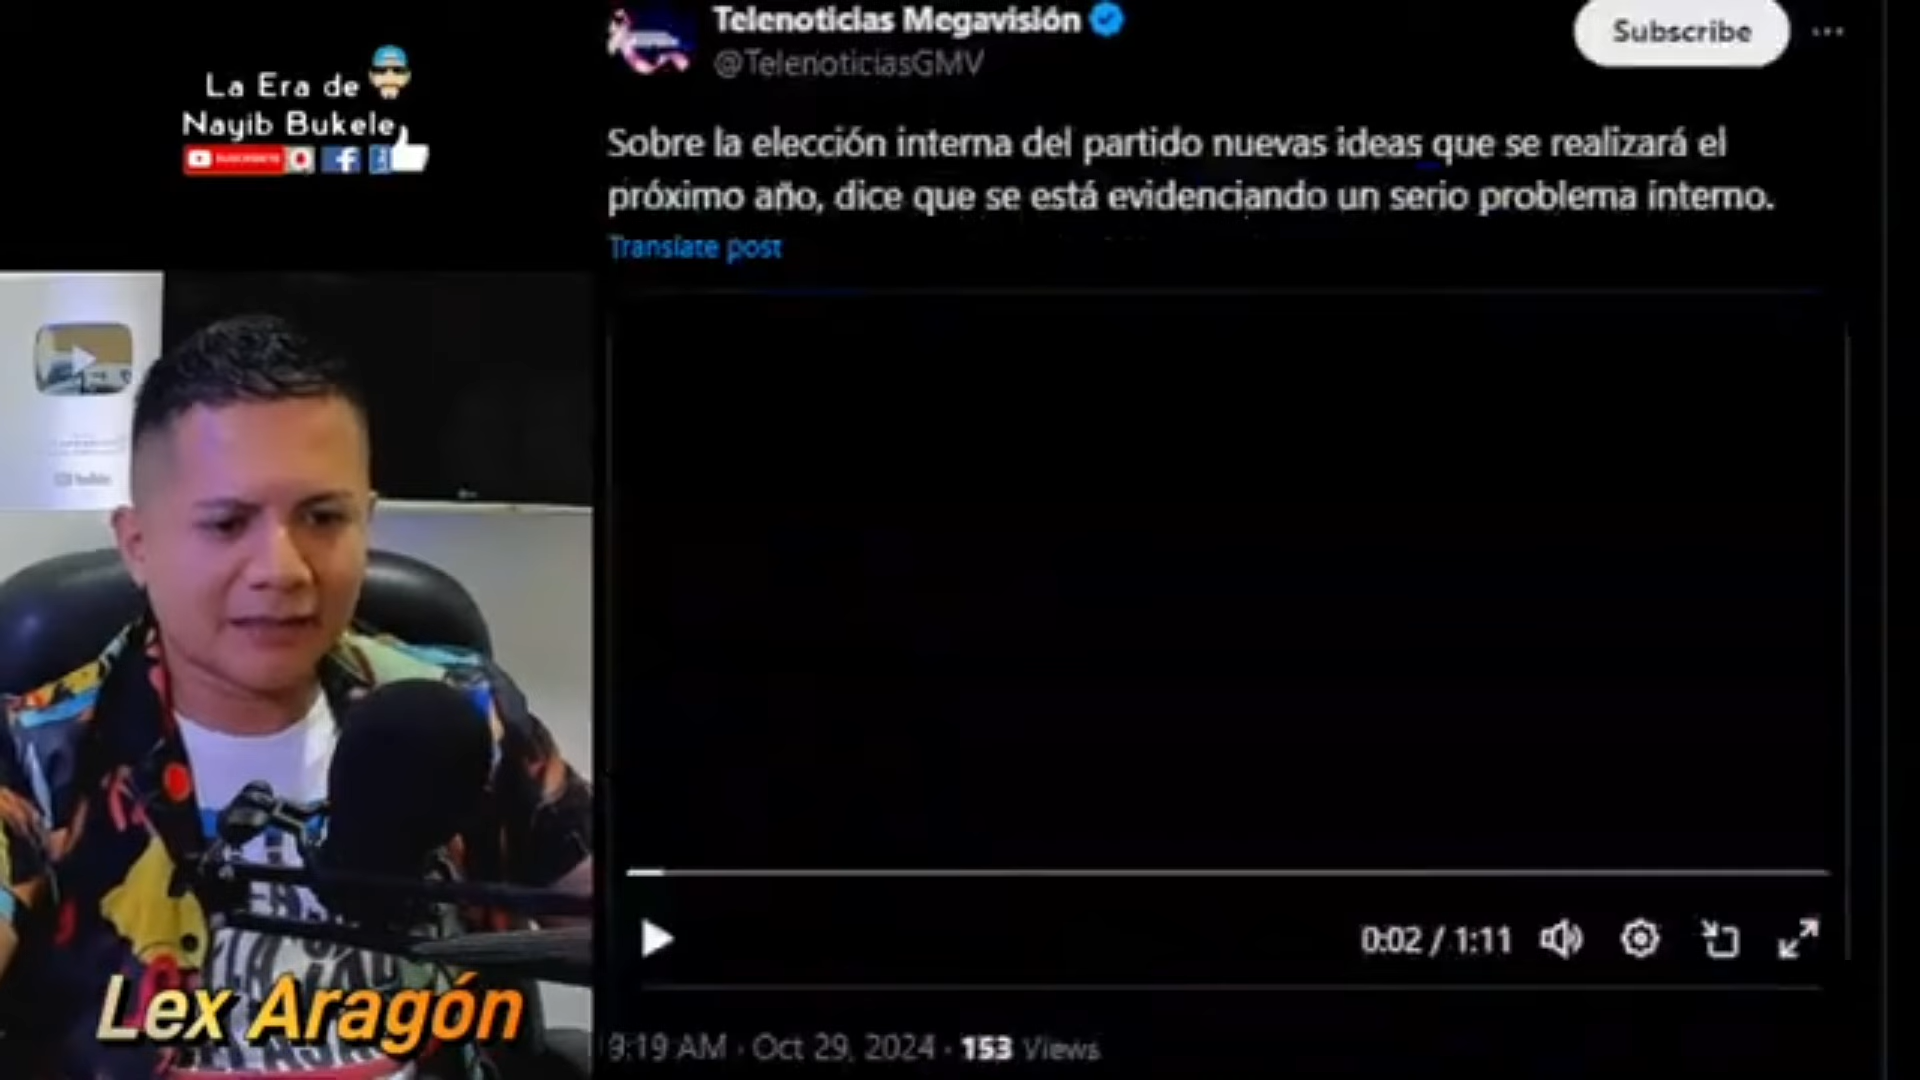 La Era de
Nayib Bukele
Telenoticias Megavisión
@TelenoticiasGMV
Subscribe
Sobre la elección interna del partido nuevas ideas que se realizará el
próximo año, dice que se está evidenciando un serio problema interno.
Translate post
0:02 / 1:11
Lex Aragón
9:19 AM · Oct 29, 2024 · 153 Views